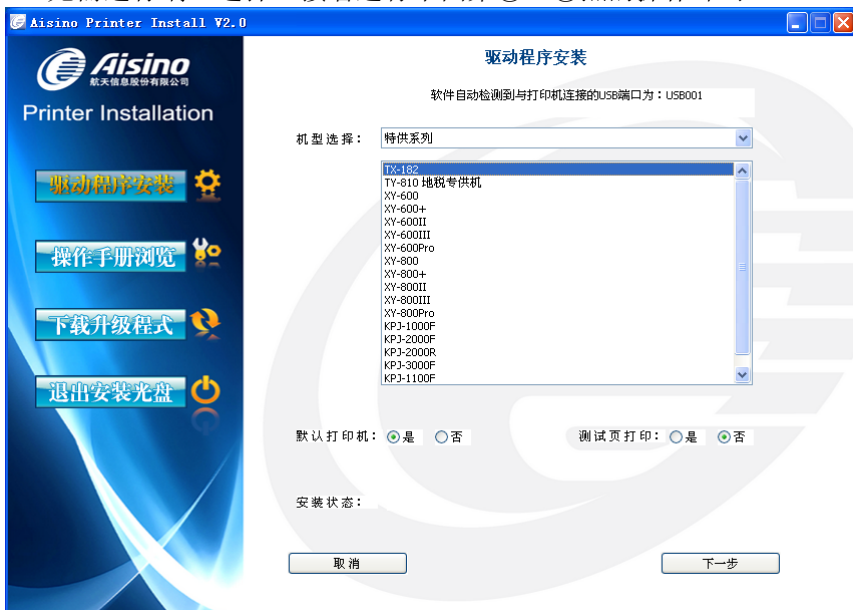 Aisino Printer Install V2.0
Aisino
航天信息股份有限公司
Printer Installation
驱动程序安装
操作手册浏览
下载升级程式
退出安装光盘
驱动程序安装
软件自动检测到与打印机连接的USB端口为：USB001
机型选择： 特供系列
TX-182
TY-810 地税专供机
XY-600
XY-600+
XY-600II
XY-600III
XY-600Pro
XY-800
XY-800+
XY-800II
XY-800III
XY-800Pro
KPJ-1000F
KPJ-2000F
KPJ-2000R
KPJ-3000F
KPJ-1100F
默认打印机： 是 否 测试页打印： 是 否
安装状态：
取消 下一步